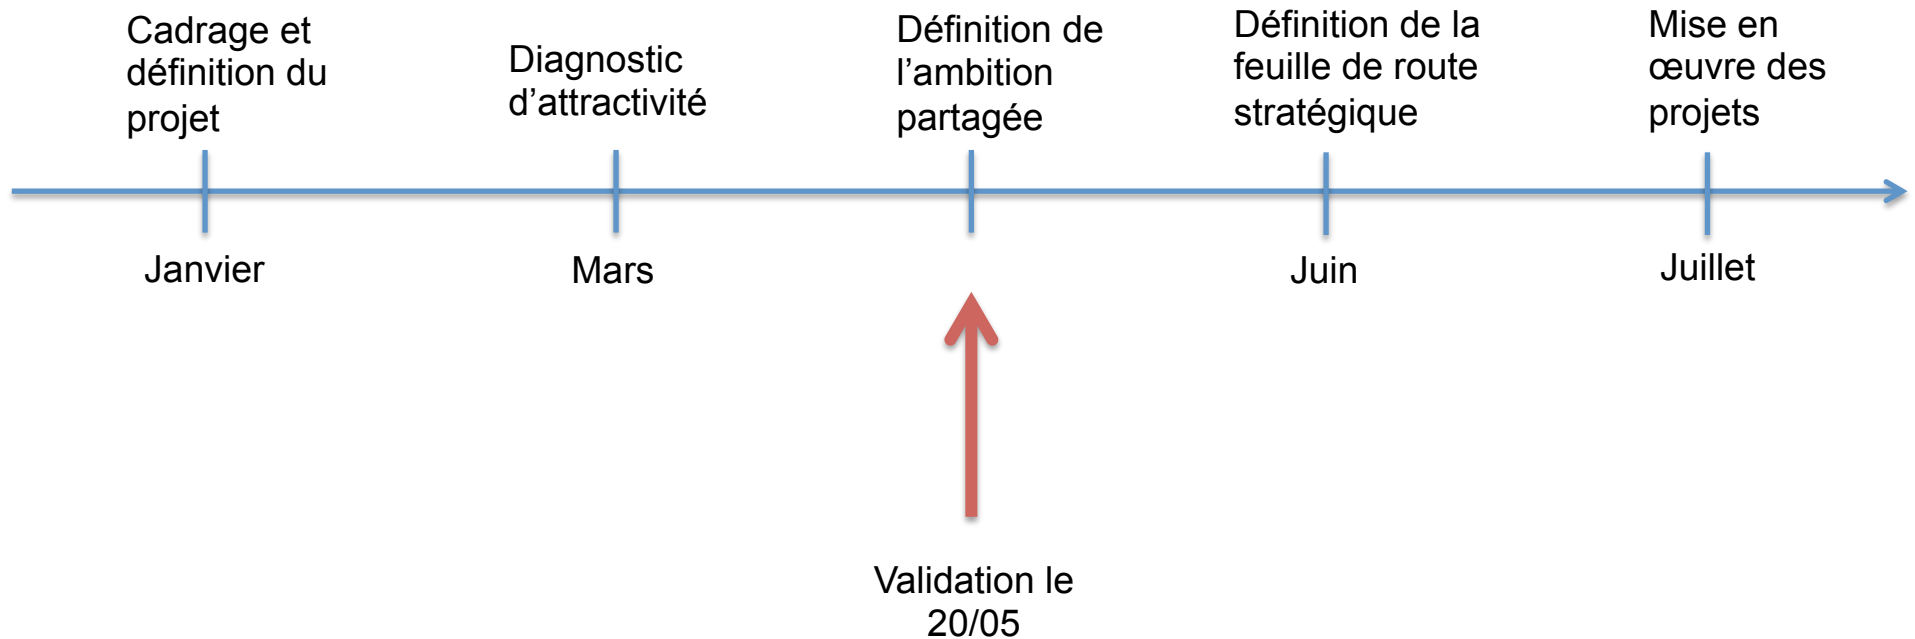 Cadrage et
définition du
projet
Diagnostic
d’attractivité
Définition de
l’ambition
partagée
Définition de la
feuille de route
stratégique
Mise en
œuvre des
projets
Janvier
Mars
Juin
Juillet
Validation le
20/05